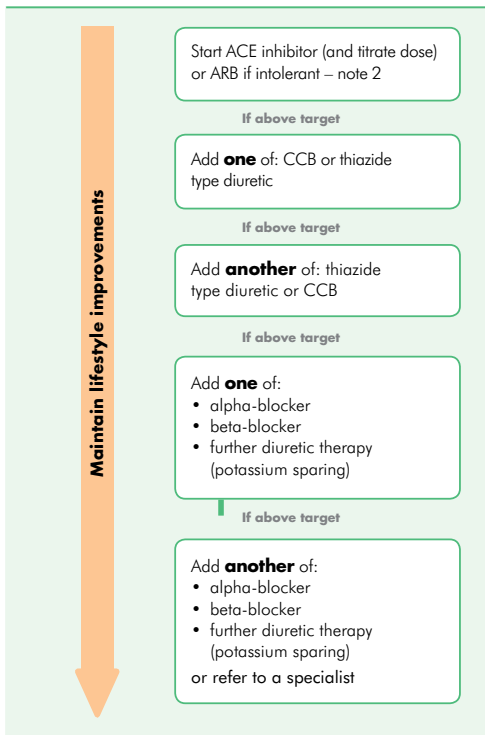 Maintain lifestyle improvements
Start ACE inhibitor (and titrate dose)
or ARB if intolerant – note 2
If above target
Add one of: CCB or thiazide
type diuretic
If above target
Add another of: thiazide
type diuretic or CCB
If above target
Add one of:
• alpha-blocker
• beta-blocker
• further diuretic therapy
(potassium sparing)
If above target
Add another of:
• alpha-blocker
• beta-blocker
• further diuretic therapy
(potassium sparing)
or refer to a specialist